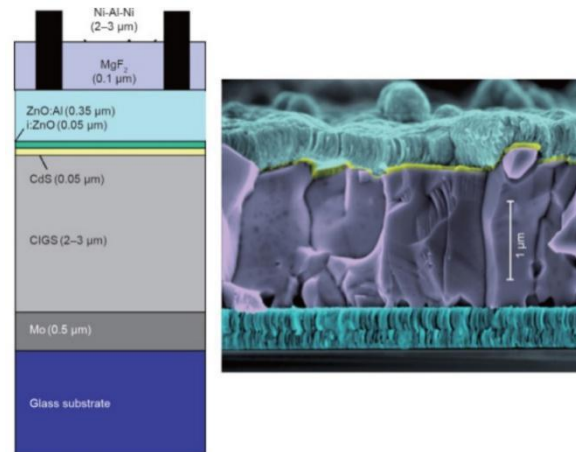 Ni-Al-Ni
(2–3 µm)
MgF₂
(0.1 µm)
ZnO:Al (0.35 µm)
i:ZnO (0.05 µm)
CdS (0.05 µm)
CIGS (2–3 µm)
Mo (0.5 µm)
Glass substrate
1 µm